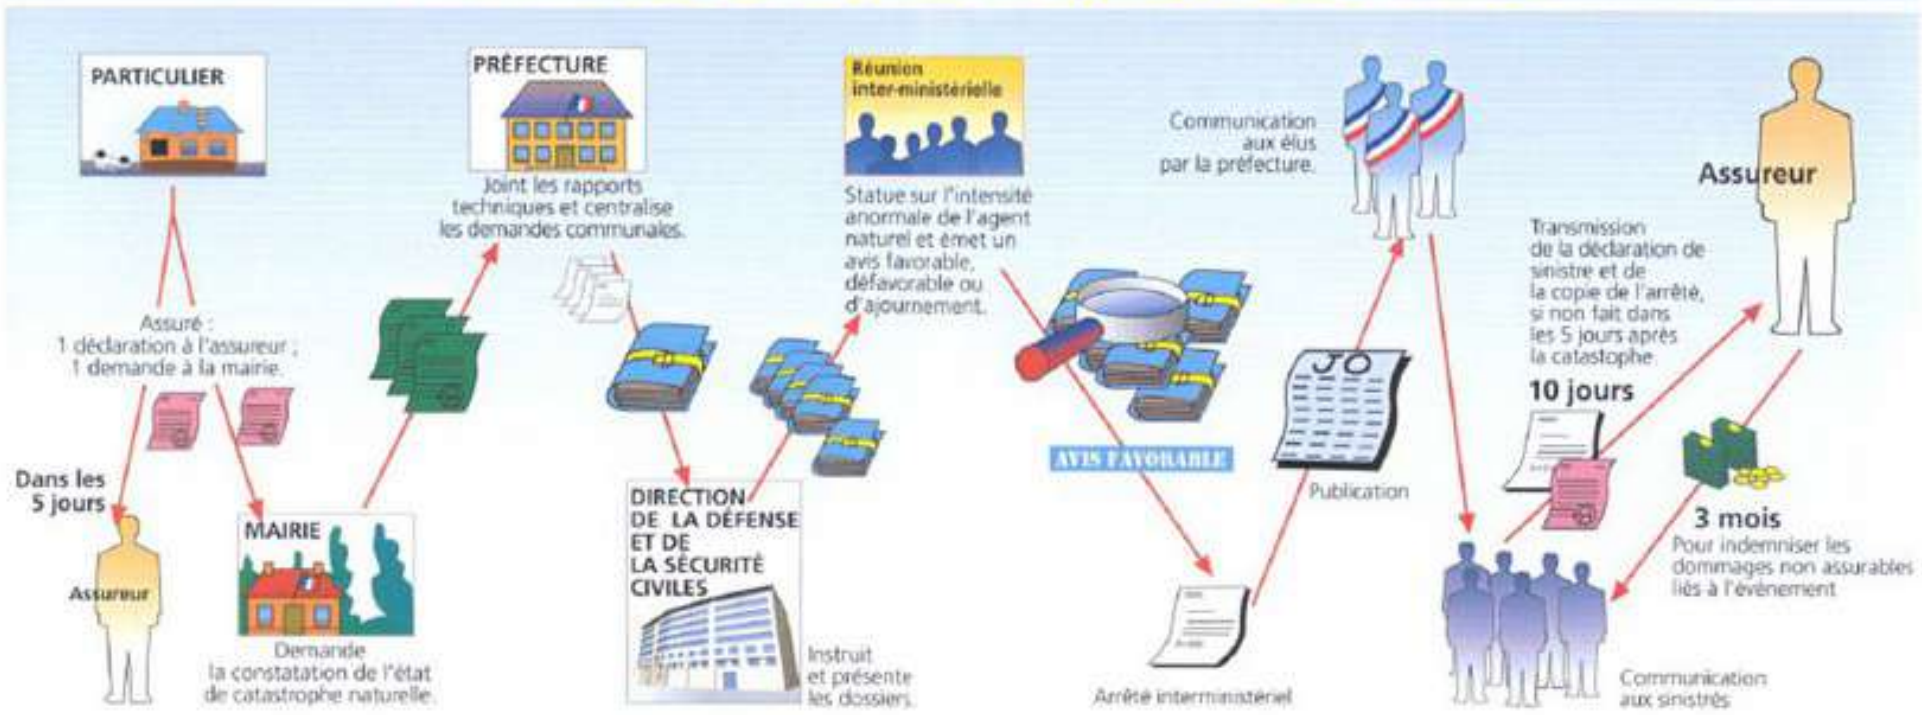 PARTICULIER
Assuré :
1 déclaration à l'assureur ;
1 demande à la mairie.
Dans les
5 jours
Assureur
MAIRIE
Demande
la constatation de l'état
de catastrophe naturelle.
PRÉFECTURE
Joint les rapports
techniques et centralise
les demandes communales.
DIRECTION
DE LA DÉFENSE
ET DE
LA SÉCURITÉ
CIVILES
Instruit
et présente
les dossiers.
Réunion
inter-ministérielle
Statue sur l'intensité
anormale de l'agent
naturel et émet un
avis favorable,
défavorable ou
d'ajournement.
AVIS FAVORABLE
Arrêté interministériel
JO
Publication
Communication
aux élus
par la préfecture.
Communication
aux sinistrés
Transmission
de la déclaration de
sinistre et de
la copie de l'arrêté,
si non fait dans
les 5 jours après
la catastophe
10 jours
Assureur
3 mois
Pour indemniser les
dommages non assurables
liés à l'événement